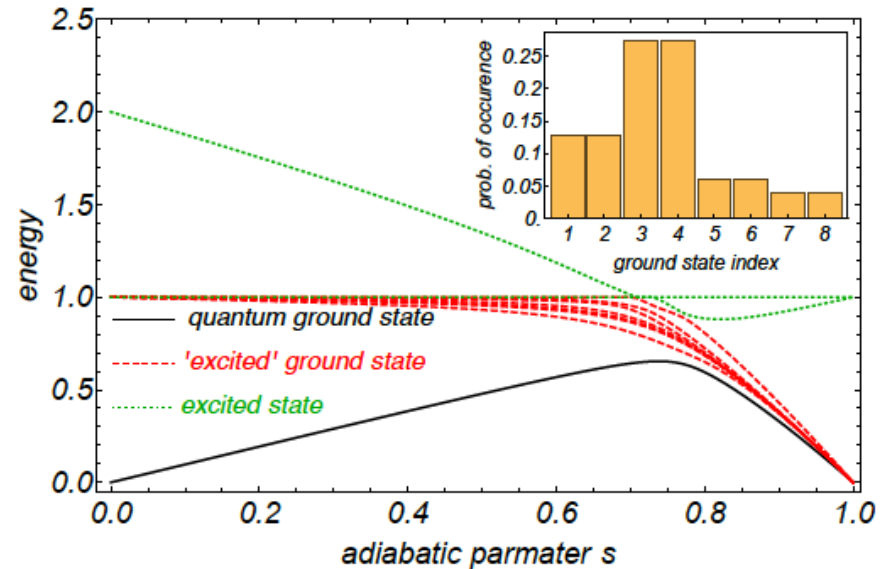 2.5
2.0
1.5
1.0
0.5
0.0
energy
0.0 0.2 0.4 0.6 0.8 1.0
adiabatic parmater s
quantum ground state
'excited' ground state
excited state
0.25
0.2
0.15
0.1
0.05
0.
prob. of occurence
1 2 3 4 5 6 7 8
ground state index